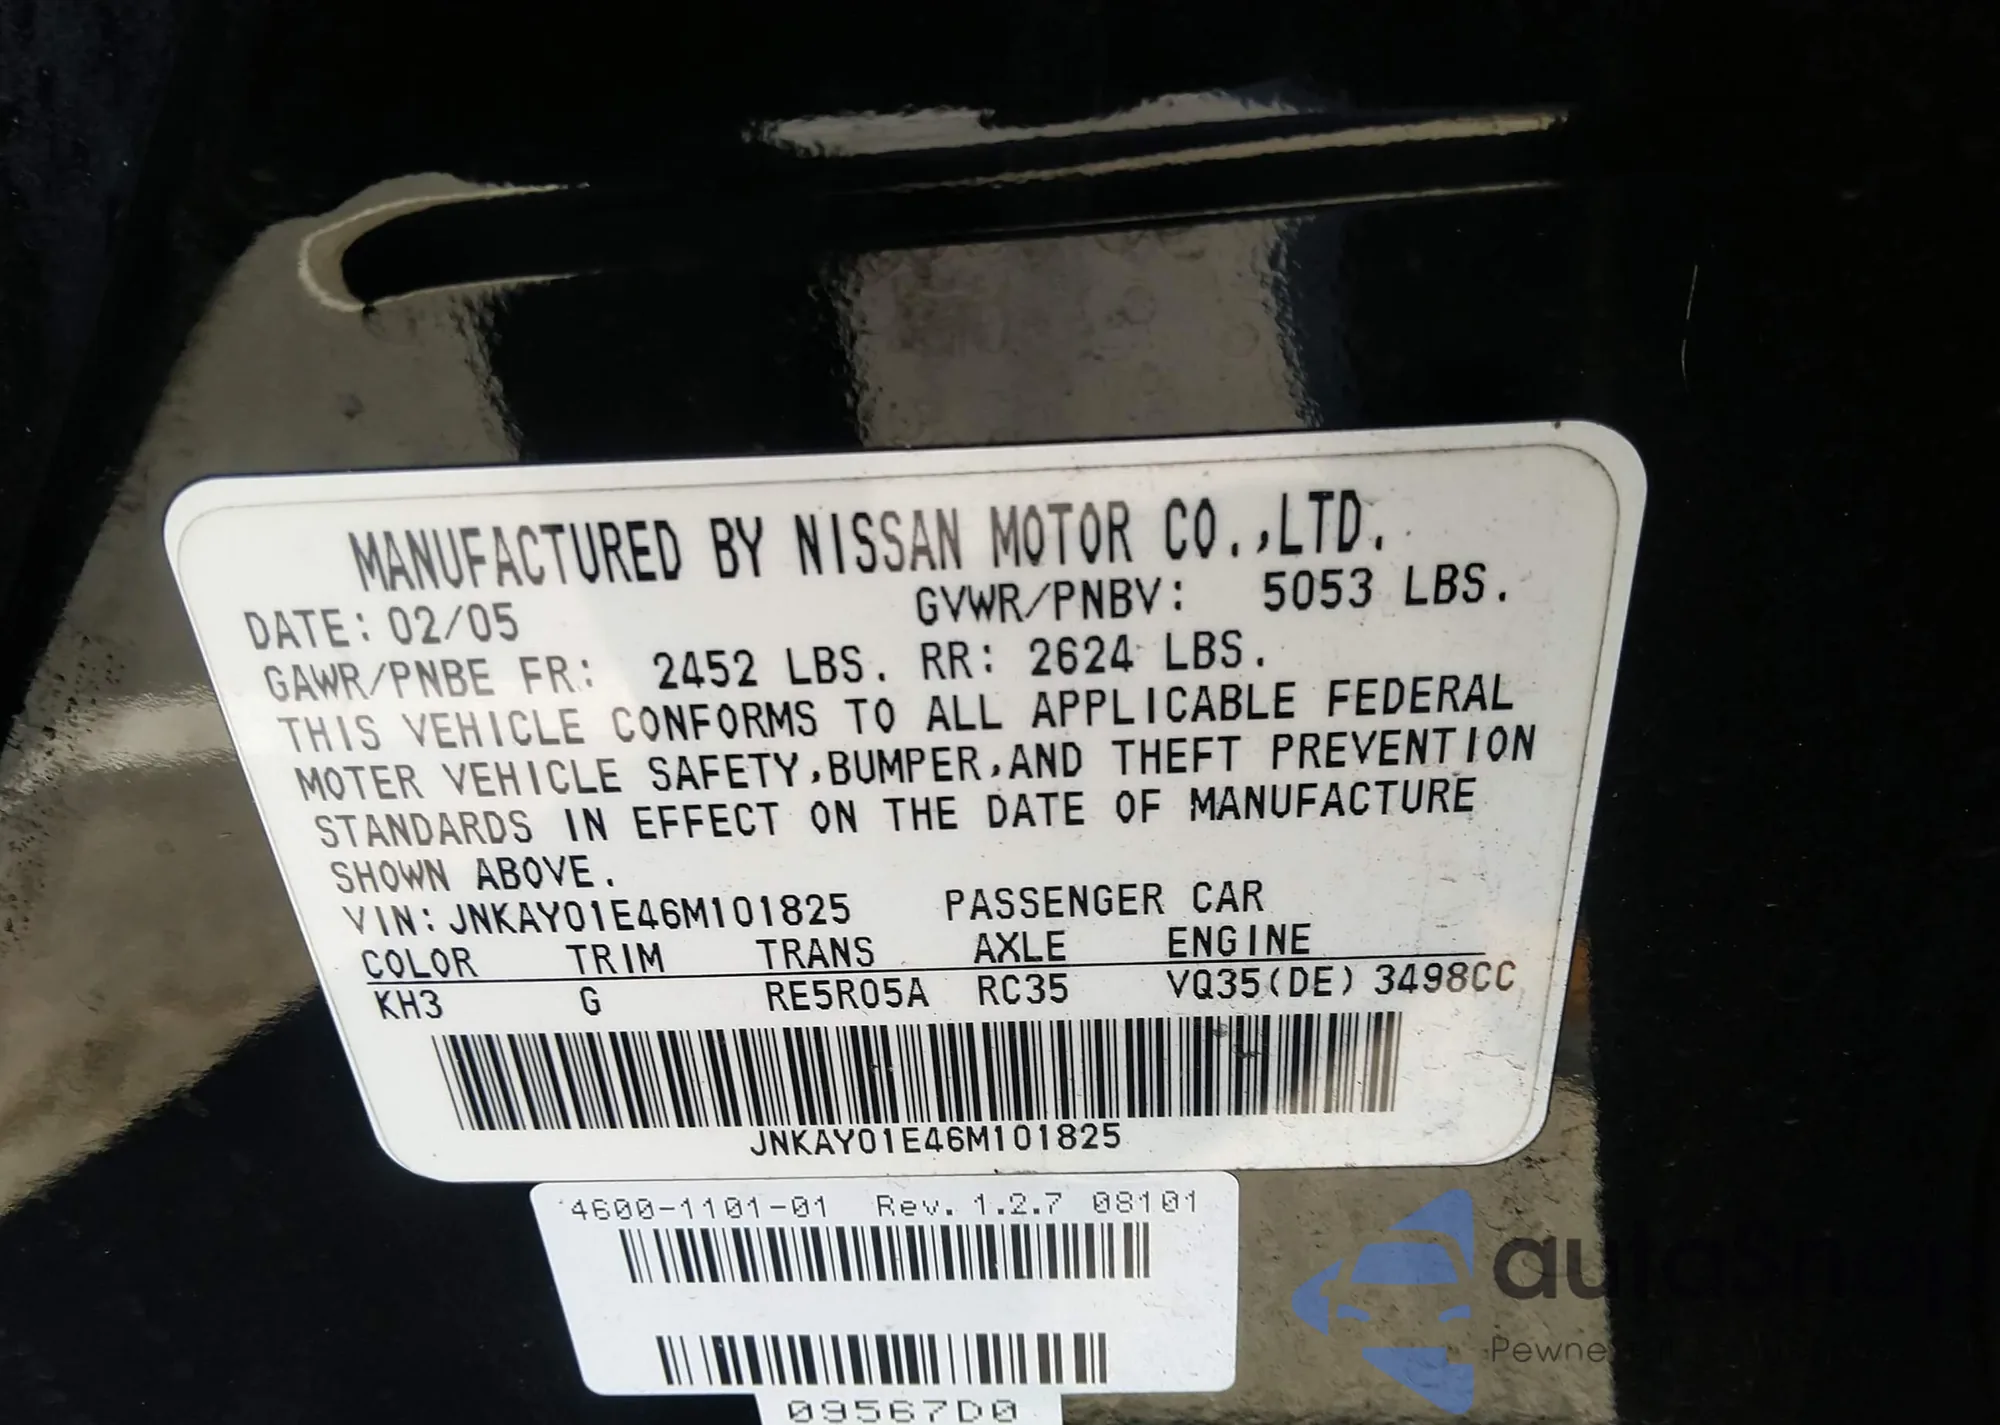 MANUFACTURED BY NISSAN MOTOR CO.,LTD.
DATE: 02/05 GVWR/PNBV: 5053 LBS.
GAWR/PNBE FR: 2452 LBS. RR: 2624 LBS.
THIS VEHICLE CONFORMS TO ALL APPLICABLE FEDERAL
MOTER VEHICLE SAFETY,BUMPER,AND THEFT PREVENTION
STANDARDS IN EFFECT ON THE DATE OF MANUFACTURE
SHOWN ABOVE.
VIN: JNKAY01E46M101825 PASSENGER CAR
COLOR TRIM TRANS AXLE ENGINE
KH3 G RE5R05A RC35 VQ35(DE) 3498CC
JNKAY01E46M101825
4600-1101-01 Rev. 1.2.7 08101
09567D0